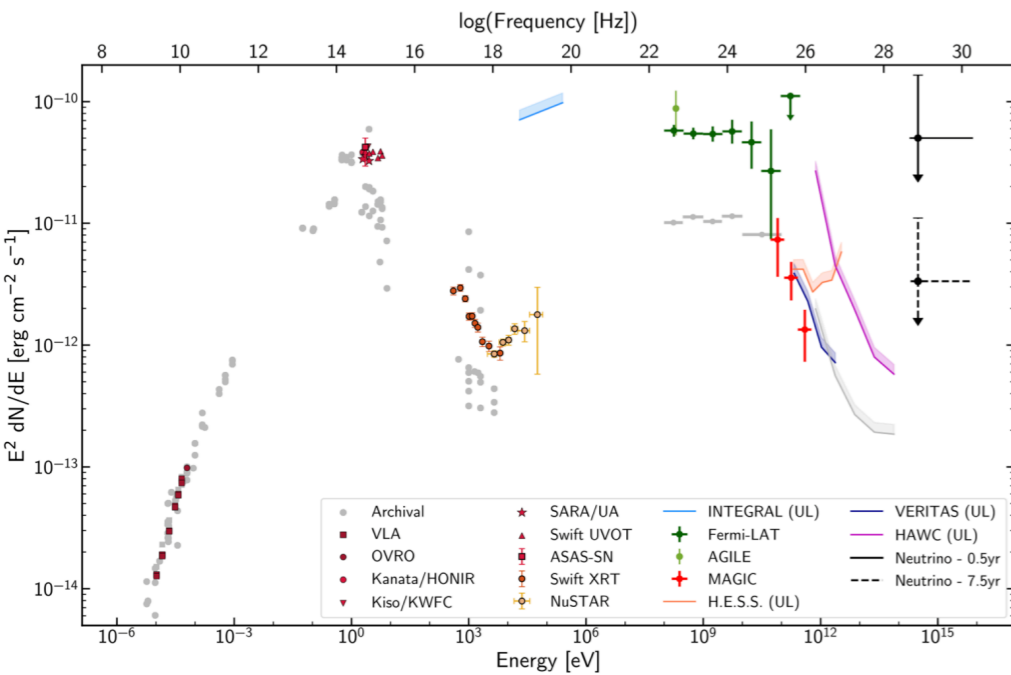 log(Frequency [Hz])
8 10 12 14 16 18 20 22 24 26 28 30
10⁻¹⁰
10⁻¹¹
10⁻¹²
10⁻¹³
10⁻¹⁴
E² dN/dE [erg cm⁻² s⁻¹]
Archival
VLA
OVRO
Kanata/HONIR
Kiso/KWFC
SARA/UA
Swift UVOT
ASAS-SN
Swift XRT
NuSTAR
INTEGRAL (UL)
Fermi-LAT
AGILE
MAGIC
H.E.S.S. (UL)
VERITAS (UL)
HAWC (UL)
Neutrino - 0.5yr
Neutrino - 7.5yr
10⁻⁶ 10⁻³ 10⁰ 10³ 10⁶ 10⁹ 10¹² 10¹⁵
Energy [eV]